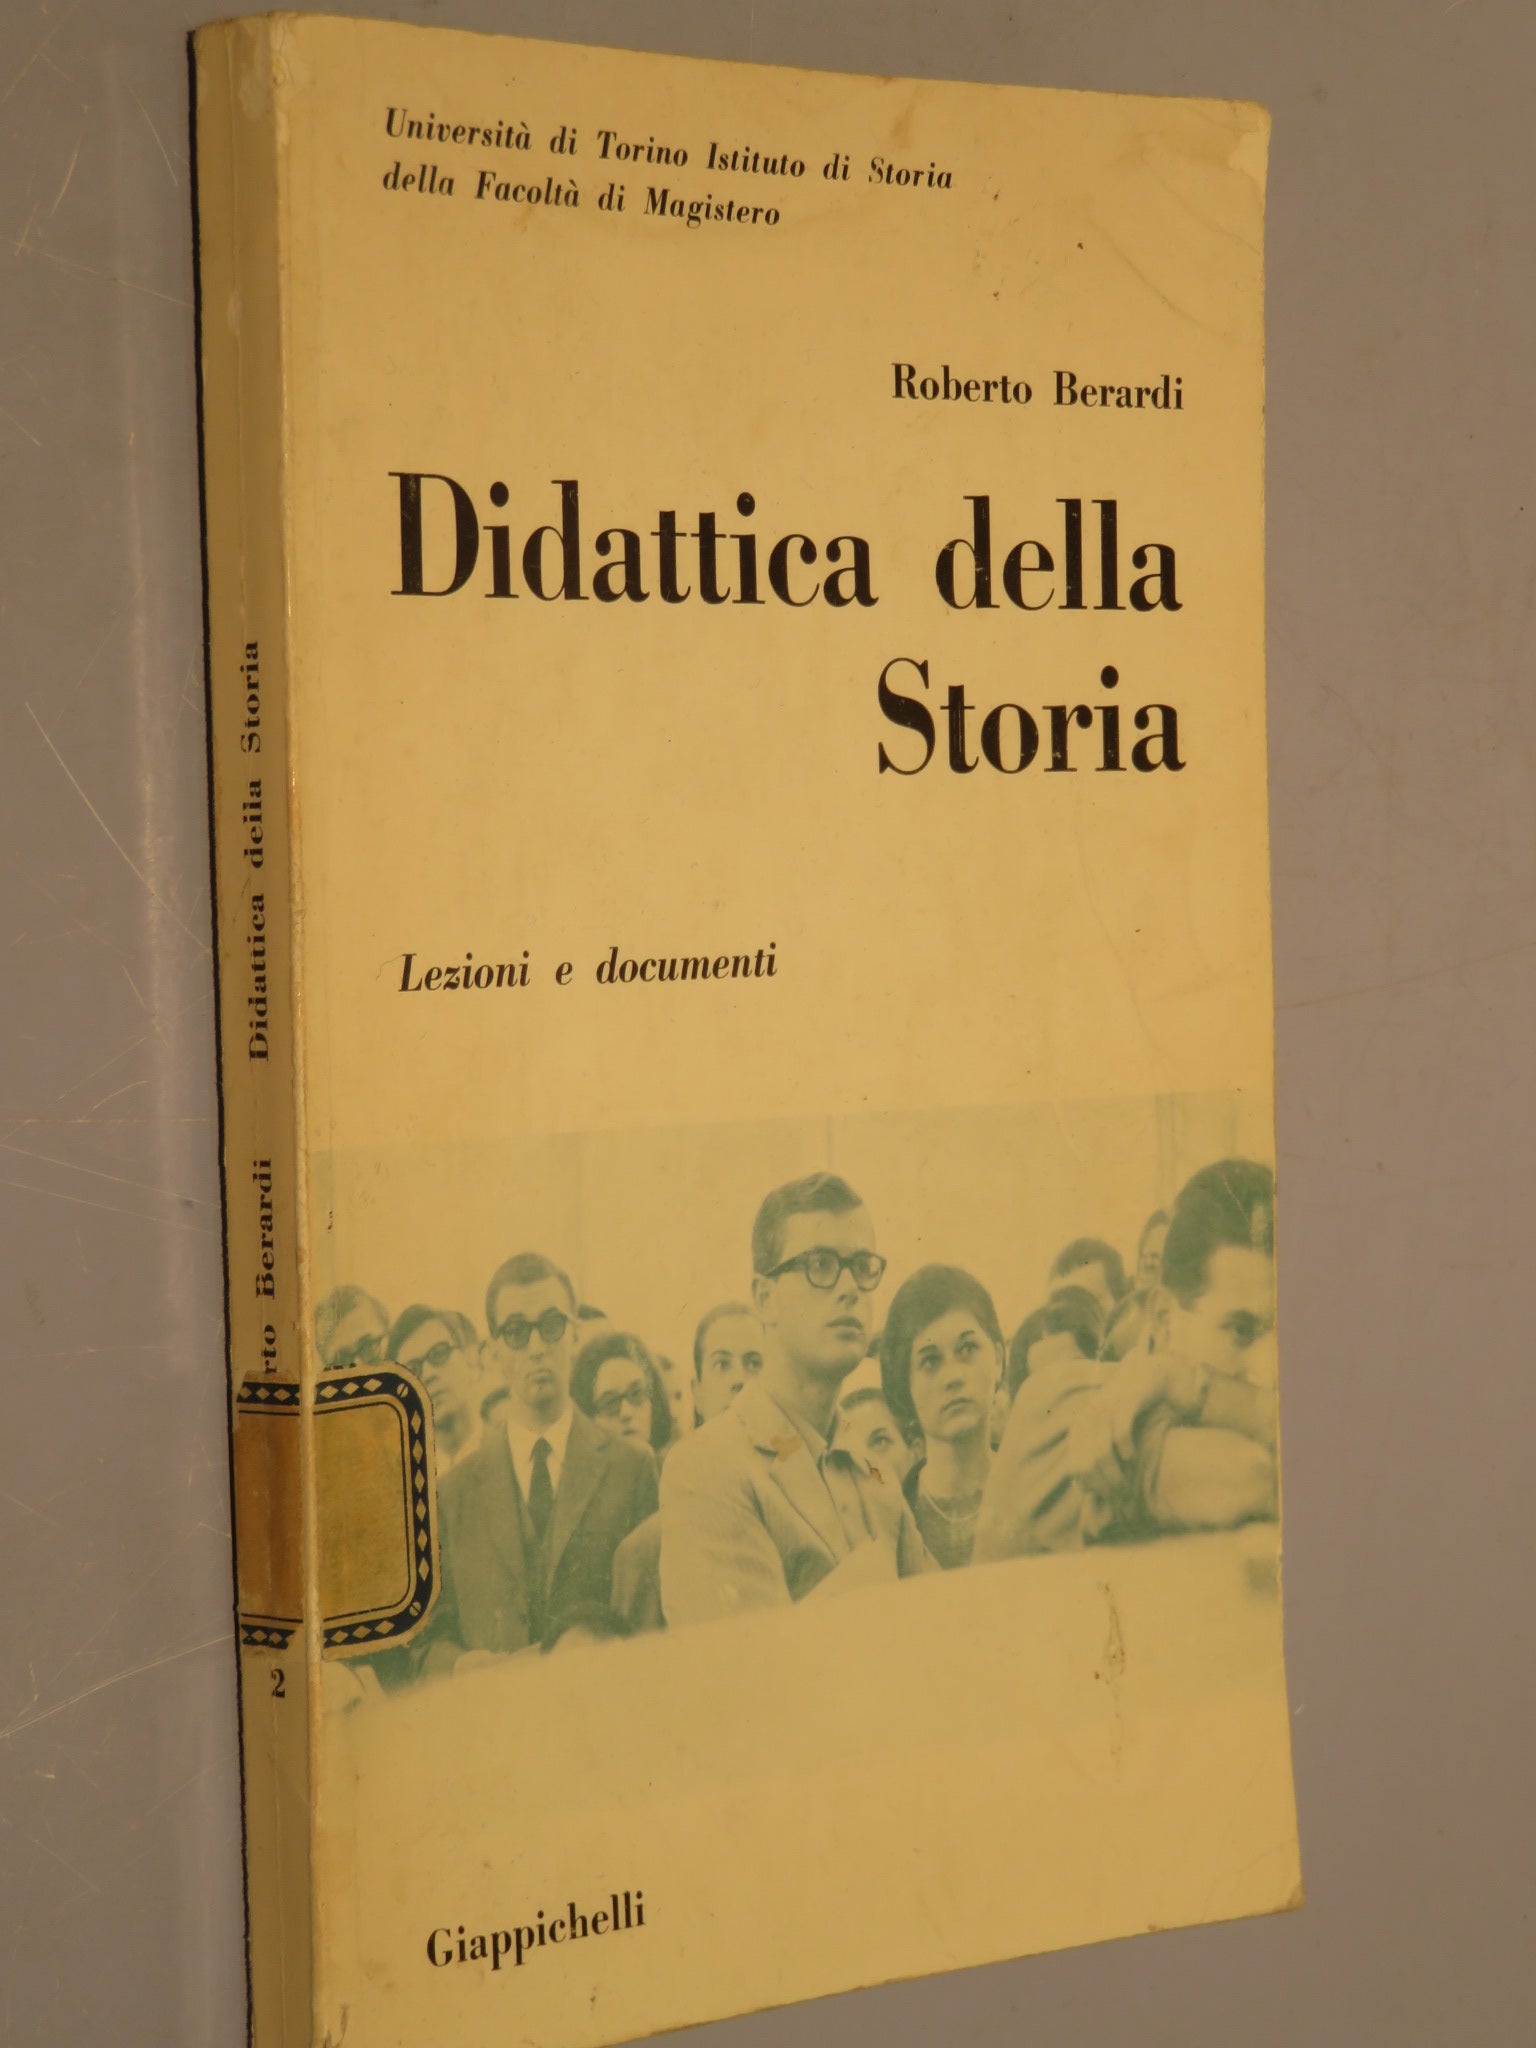 Università di Torino Istituto di Storia
della Facoltà di Magistero
Roberto Berardi
Didattica della
Storia
Lezioni e documenti
Giappichelli
Berardi Didattica della Storia
2